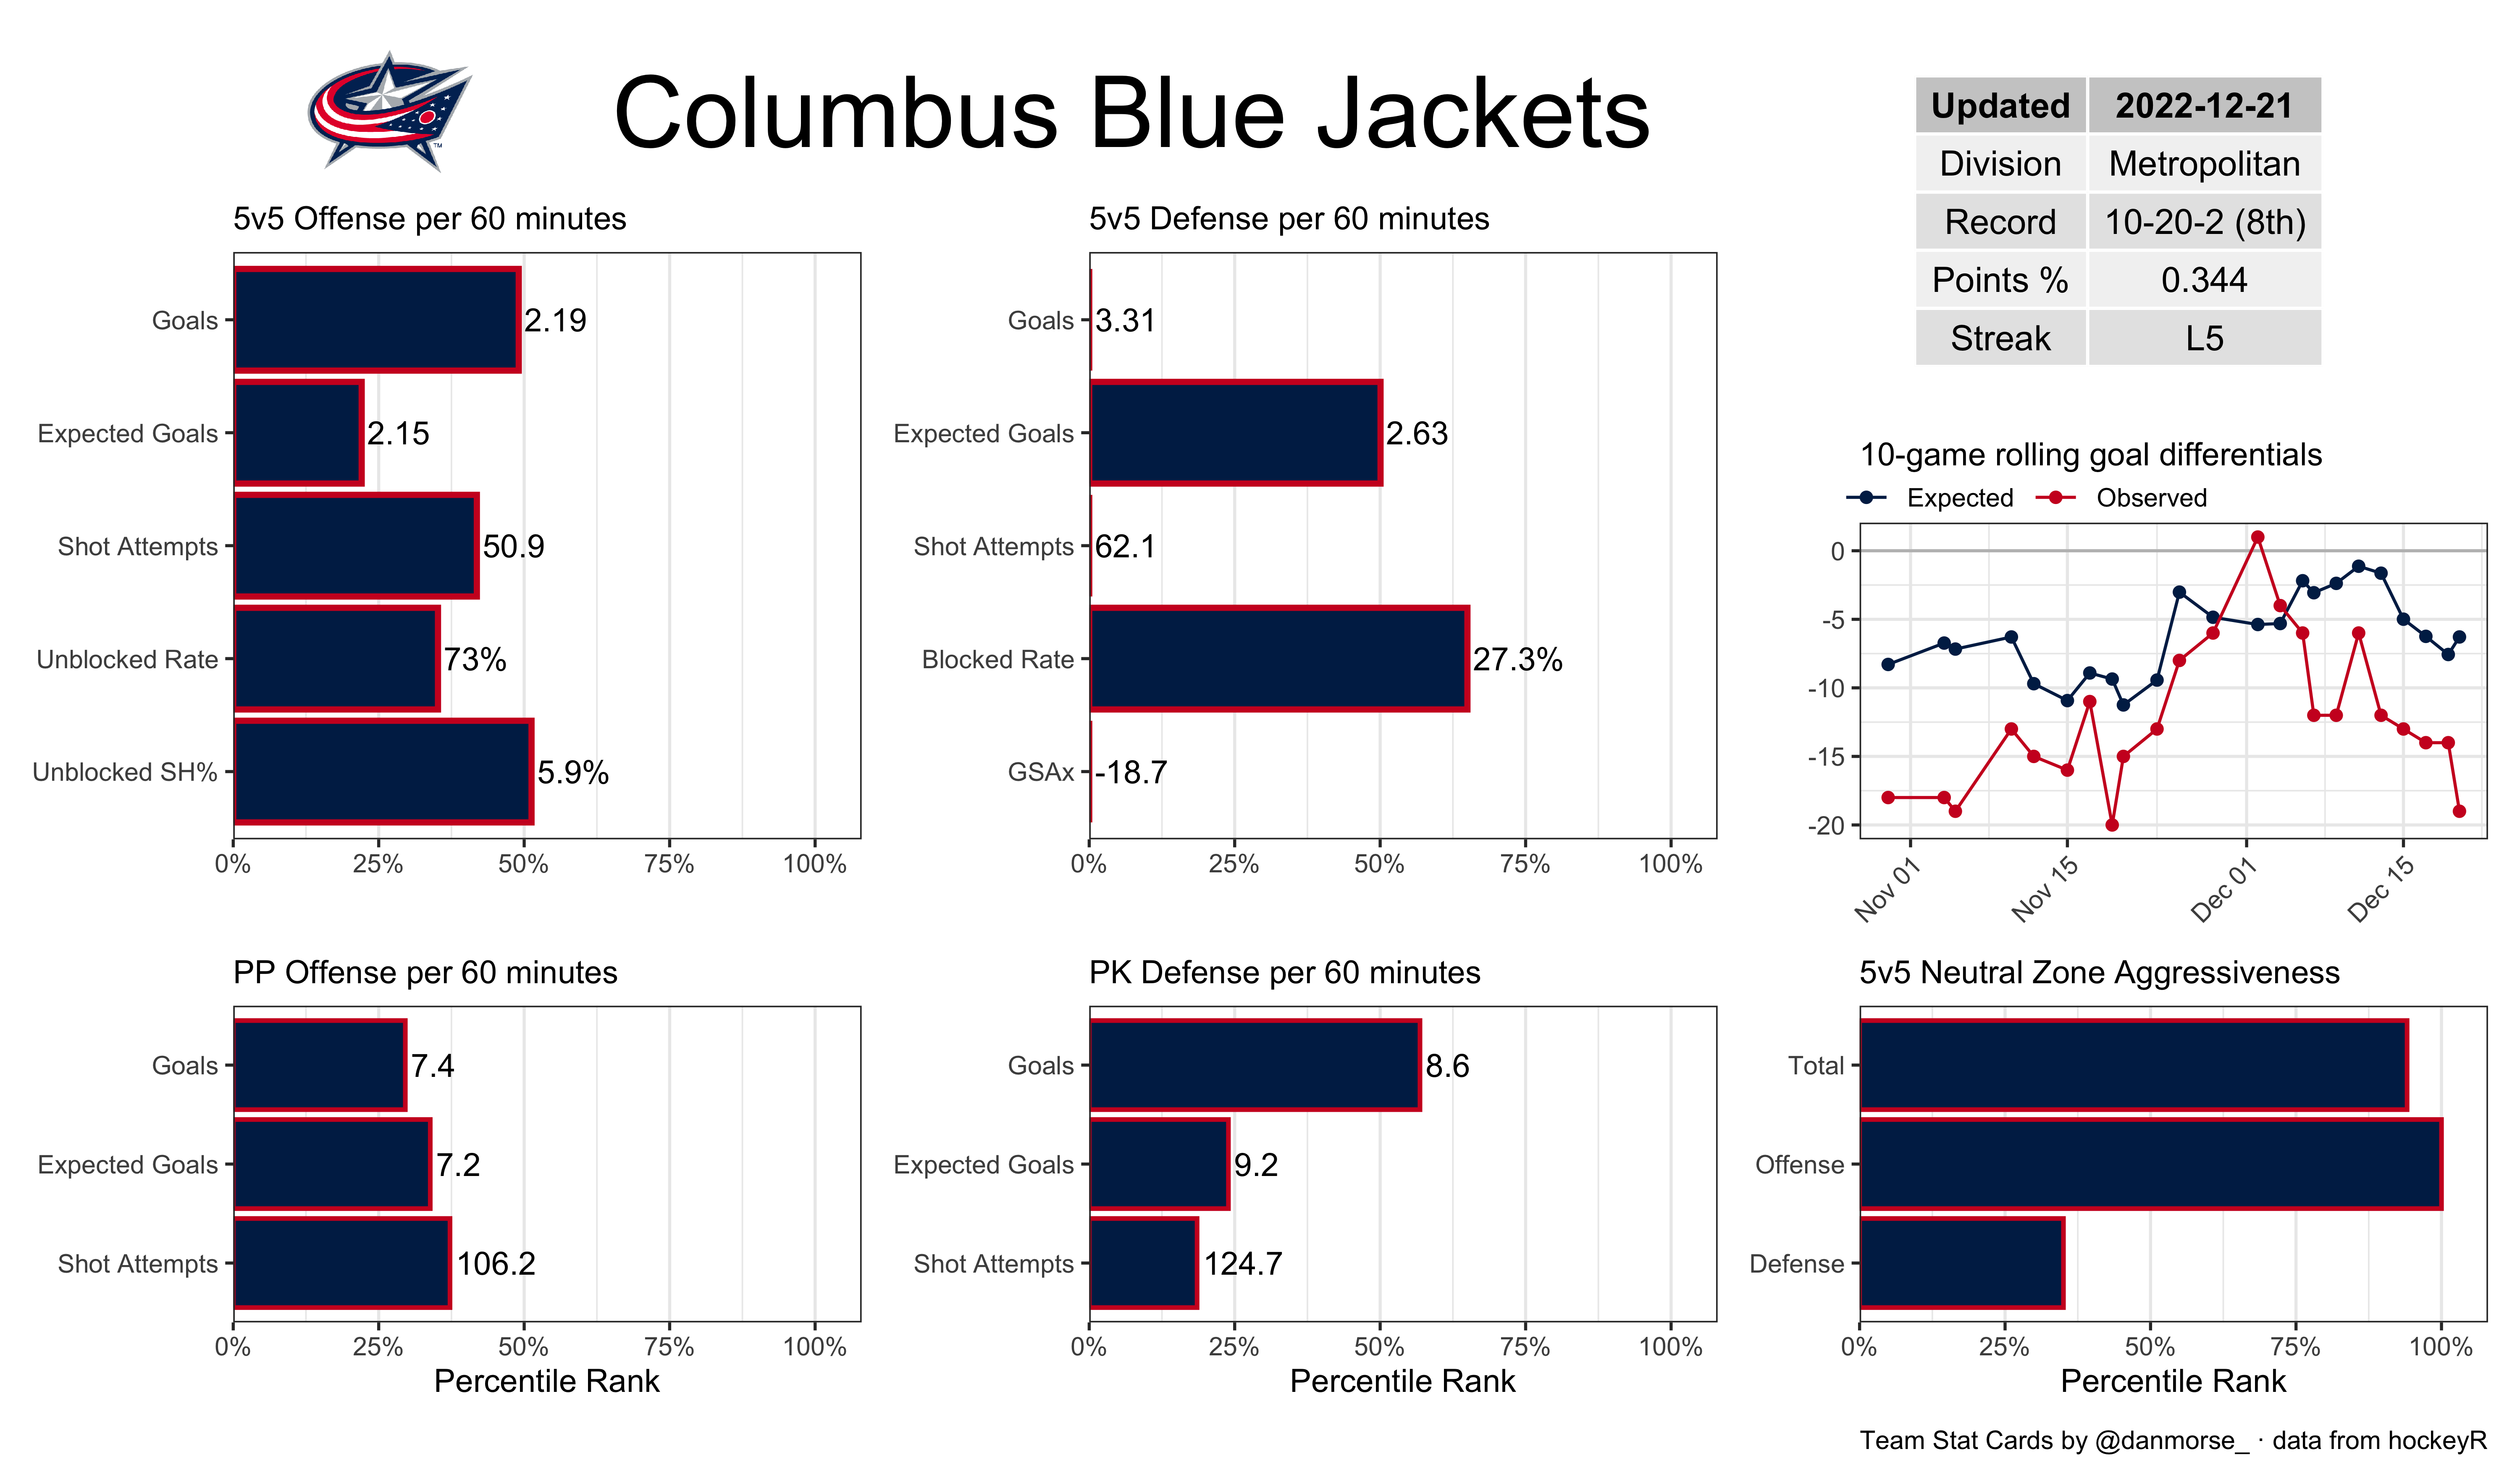 Columbus Blue Jackets
Updated 2022-12-21
Division Metropolitan
Record 10-20-2 (8th)
Points % 0.344
Streak L5
5v5 Offense per 60 minutes
Goals 2.19
Expected Goals 2.15
Shot Attempts 50.9
Unblocked Rate 73%
Unblocked SH% 5.9%
0% 25% 50% 75% 100%
5v5 Defense per 60 minutes
Goals 3.31
Expected Goals 2.63
Shot Attempts 62.1
Blocked Rate 27.3%
GSAx -18.7
0% 25% 50% 75% 100%
10-game rolling goal differentials
Expected Observed
0
-5
-10
-15
-20
Nov 01 Nov 15 Dec 01 Dec 15
PP Offense per 60 minutes
Goals 7.4
Expected Goals 7.2
Shot Attempts 106.2
0% 25% 50% 75% 100%
Percentile Rank
PK Defense per 60 minutes
Goals 8.6
Expected Goals 9.2
Shot Attempts 124.7
0% 25% 50% 75% 100%
Percentile Rank
5v5 Neutral Zone Aggressiveness
Total
Offense
Defense
0% 25% 50% 75% 100%
Percentile Rank
Team Stat Cards by @danmorse_ · data from hockeyR